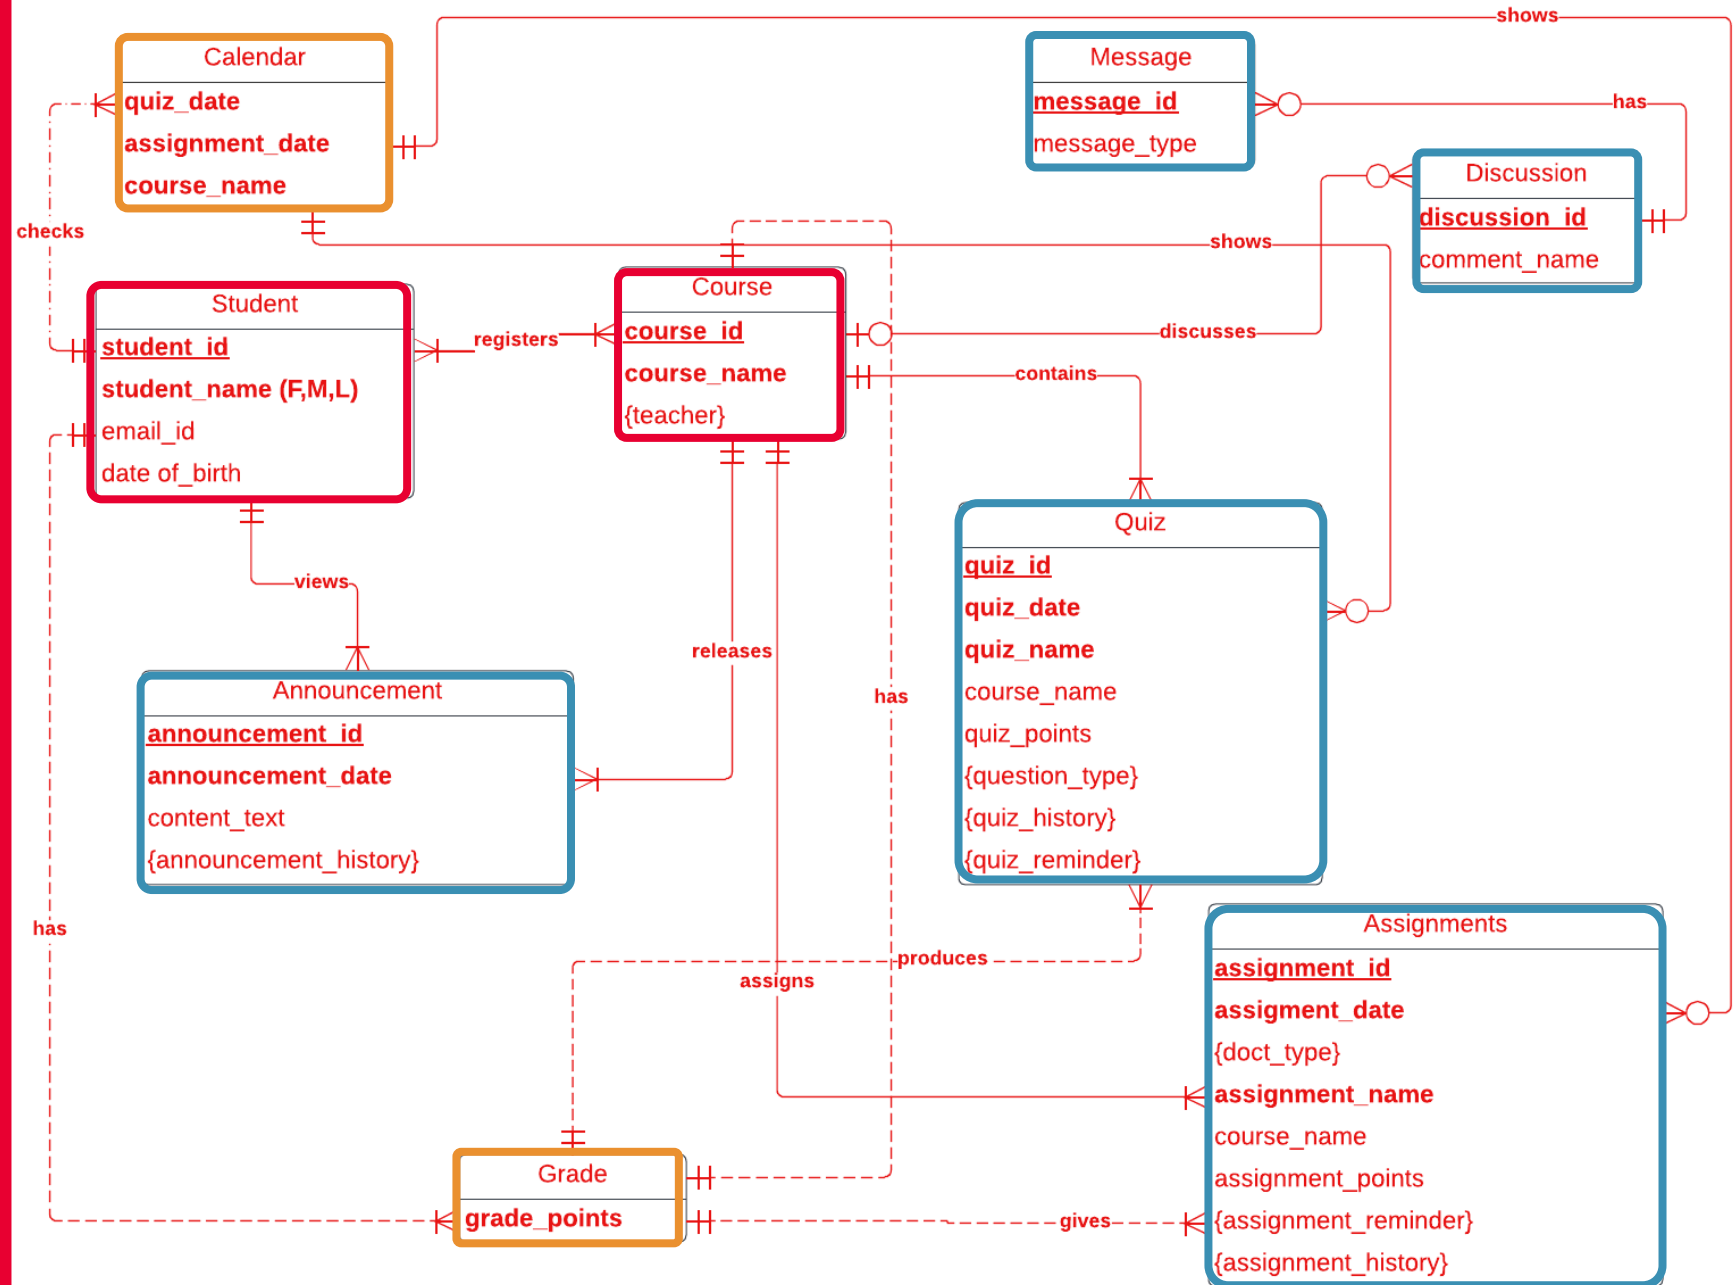 shows
Calendar
quiz_date
assignment_date
course_name
Message
message_id
message_type
has
Discussion
discussion_id
comment_name
checks
shows
Student
student_id
student_name (F,M,L)
email_id
date of_birth
registers
Course
course_id
course_name
{teacher}
discusses
contains
views
Quiz
quiz_id
quiz_date
quiz_name
course_name
quiz_points
{question_type}
{quiz_history}
{quiz_reminder}
releases
has
Announcement
announcement_id
announcement_date
content_text
{announcement_history}
has
produces
assigns
Assignments
assignment_id
assigment_date
{doct_type}
assignment_name
course_name
assignment_points
{assignment_reminder}
{assignment_history}
Grade
grade_points
gives